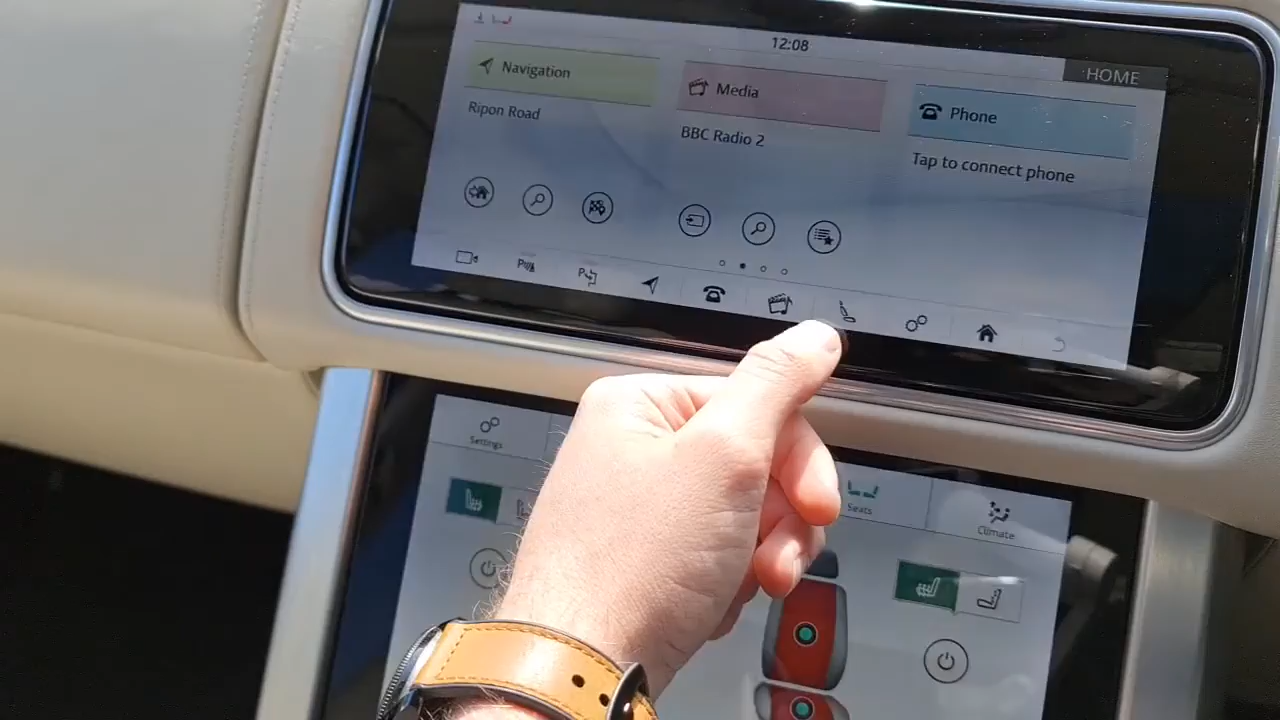 12:08
HOME
Navigation
Media
Phone
Ripon Road
BBC Radio 2
Tap to connect phone
Settings
Seats
Climate